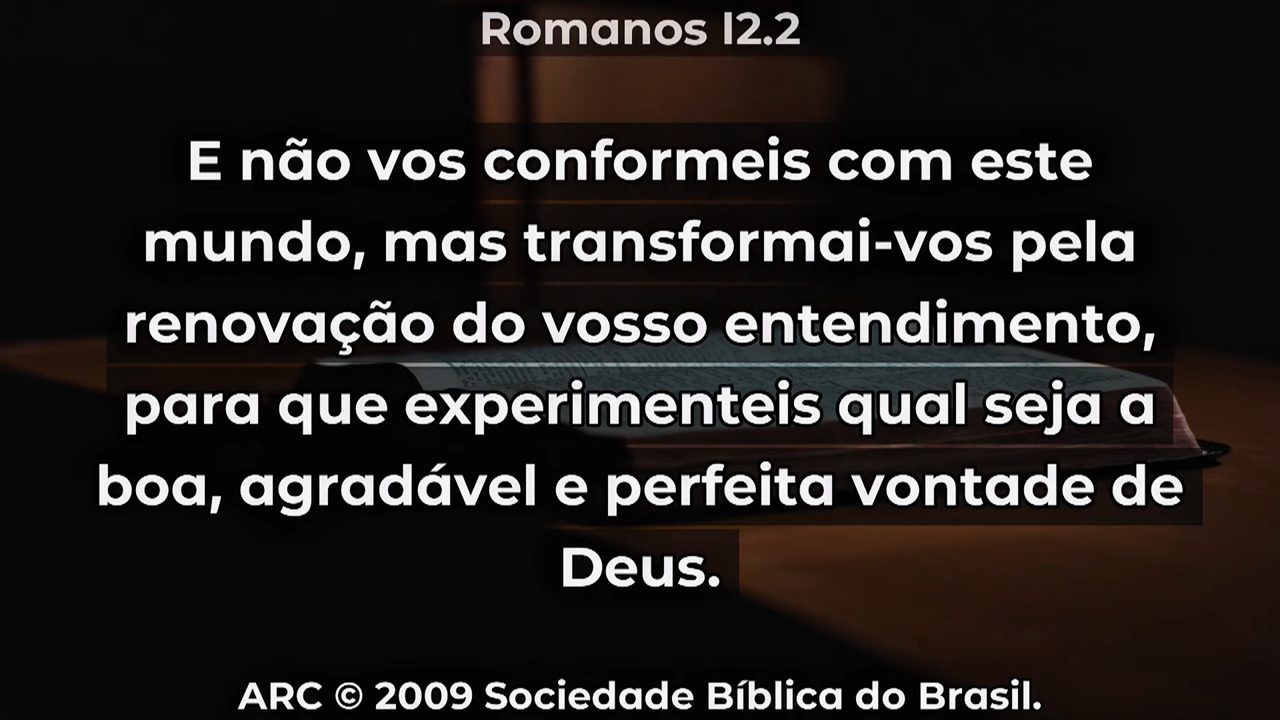 Romanos 12.2
E não vos conformeis com este
mundo, mas transformai-vos pela
renovação do vosso entendimento,
para que experimenteis qual seja a
boa, agradável e perfeita vontade de
Deus.
ARC © 2009 Sociedade Bíblica do Brasil.